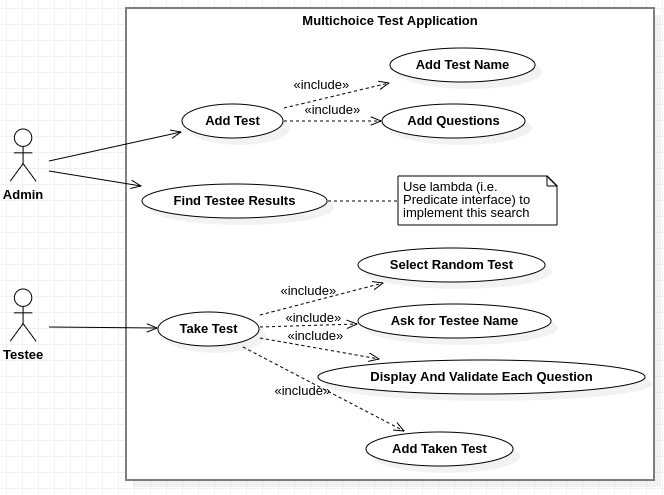 Multichoice Test Application
Add Test Name
«include»
«include»
Add Test
Add Questions
Admin
Find Testee Results
Use lambda (i.e.
Predicate interface) to
implement this search
Select Random Test
«include»
Take Test
«include»
Ask for Testee Name
«include»
Testee
Display And Validate Each Question
«include»
Add Taken Test